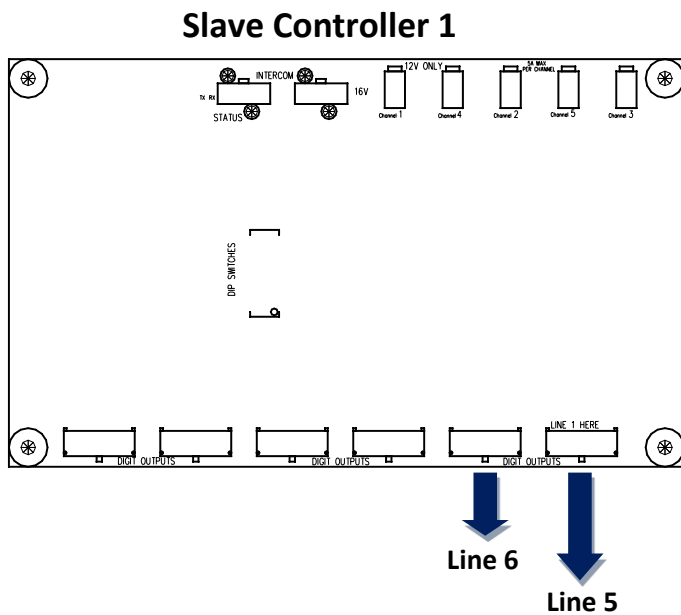 Slave Controller 1
INTERCOM
12V ONLY
5A MAX
PER CHANNEL
TX RX
16V
STATUS
Channel 1
Channel 4
Channel 2
Channel 5
Channel 3
DIP SWITCHES
LINE 1 HERE
DIGIT OUTPUTS
DIGIT OUTPUTS
DIGIT OUTPUTS
Line 6
Line 5